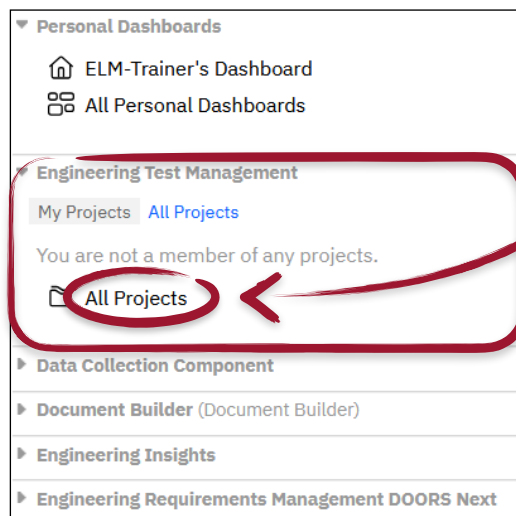 Personal Dashboards
ELM-Trainer's Dashboard
All Personal Dashboards
Engineering Test Management
My Projects All Projects
You are not a member of any projects.
All Projects
Data Collection Component
Document Builder (Document Builder)
Engineering Insights
Engineering Requirements Management DOORS Next